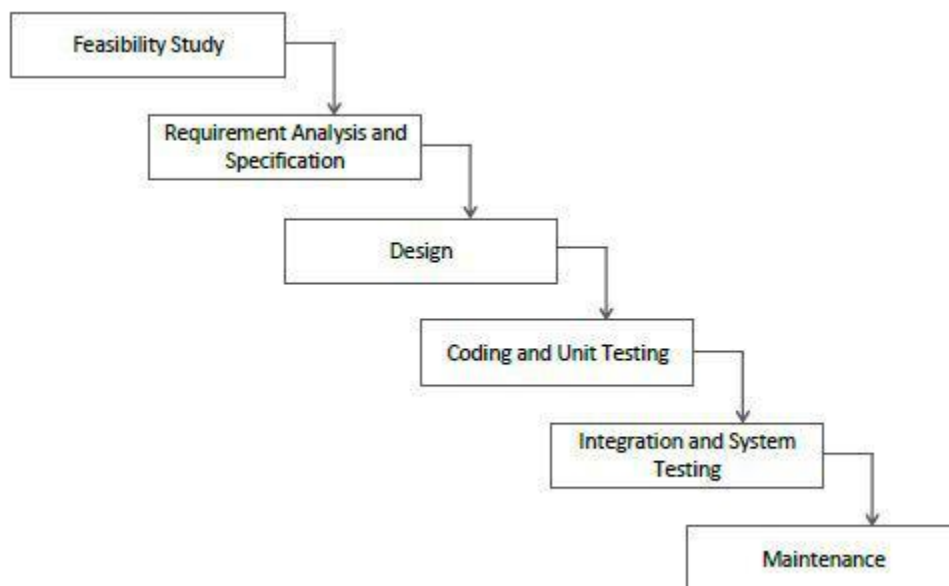 Feasibility Study
Requirement Analysis and
Specification
Design
Coding and Unit Testing
Integration and System
Testing
Maintenance